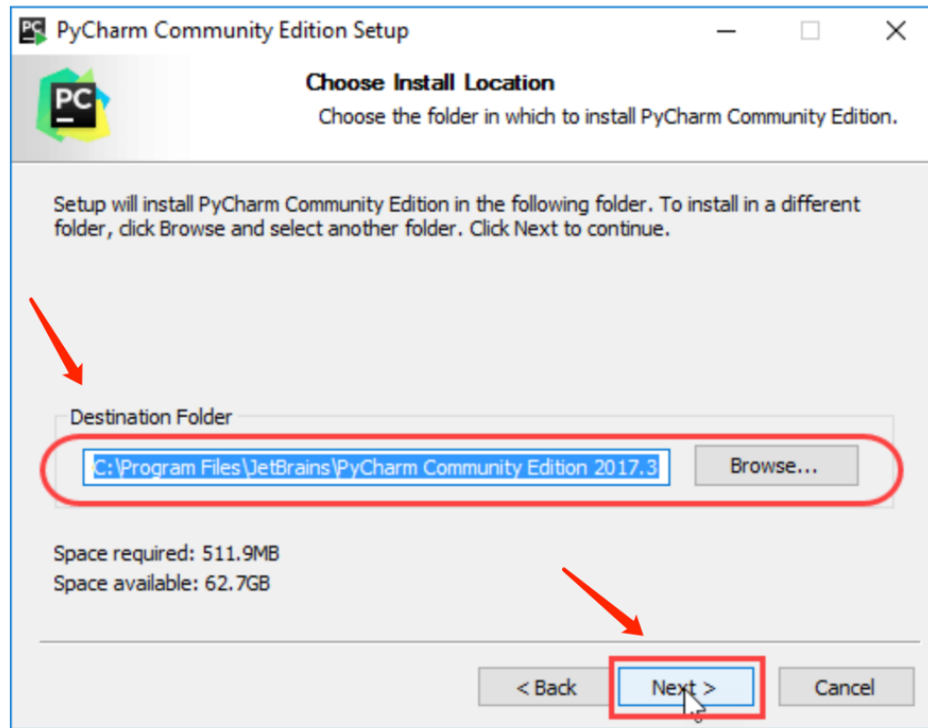 PyCharm Community Edition Setup
PC
Choose Install Location
Choose the folder in which to install PyCharm Community Edition.
Setup will install PyCharm Community Edition in the following folder. To install in a different
folder, click Browse and select another folder. Click Next to continue.
Destination Folder
C:\Program Files\JetBrains\PyCharm Community Edition 2017.3
Browse...
Space required: 511.9MB
Space available: 62.7GB
< Back
Next >
Cancel